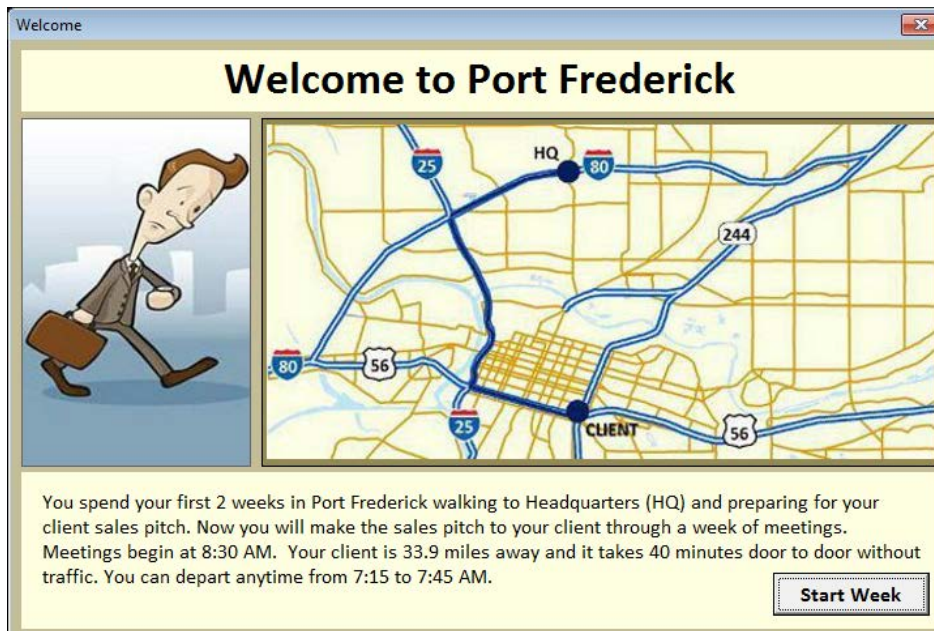 Welcome
Welcome to Port Frederick
25
HQ
80
244
80
56
25
CLIENT
56
You spend your first 2 weeks in Port Frederick walking to Headquarters (HQ) and preparing for your
client sales pitch. Now you will make the sales pitch to your client through a week of meetings.
Meetings begin at 8:30 AM.  Your client is 33.9 miles away and it takes 40 minutes door to door without
traffic. You can depart anytime from 7:15 to 7:45 AM.
Start Week